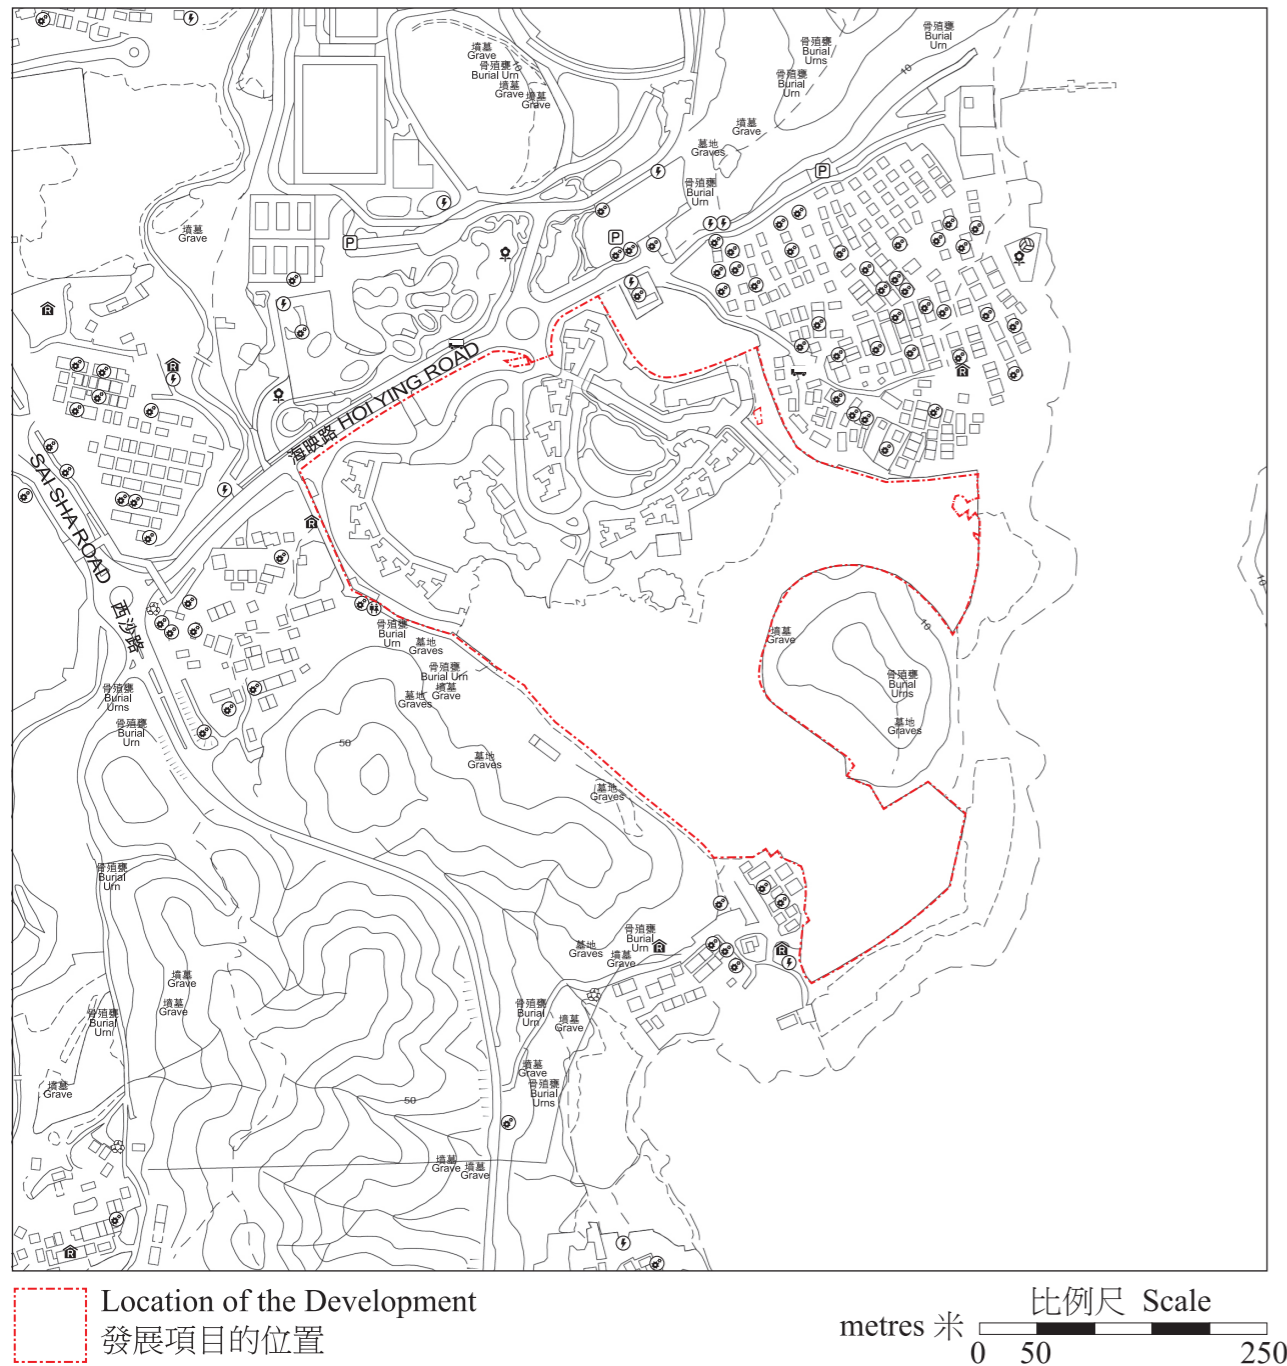 骨殖甕
Burial
Urn
骨殖甕
Burial
Urns
墳墓
Grave
骨殖甕
Burial Urn
墳墓
Grave
墳墓
Grave
10
10
骨殖甕
Burial
Urn
墳墓
Grave
墓地
Graves
P
骨殖甕
Burial
Urn
墳墓
Grave
P
P
R
海映路 HOI YING ROAD
R
R
SAI SHA ROAD
西沙路
R
10
10
骨殖甕
Burial
Urn
墓地
Graves
墳墓
Grave
骨殖甕
Burial Urn
墳墓
Grave
墓地
Graves
骨殖甕
Burial
Urns
骨殖甕
Burial
Urns
骨殖甕
Burial
Urn
墓地
Graves
50
墓地
Graves
墓地
Graves
骨殖甕
Burial
Urn
骨殖甕
Burial
Urn
R
R
墓地
Graves
墳墓
Grave
墳墓
Grave
墳墓
Grave
骨殖甕
Burial
Urn
骨殖甕
Burial
Urn
墳墓
Grave
墳墓
Grave
骨殖甕
Burial
Urns
墳墓
Grave
50
墳墓
Grave
墳墓
Grave
R
Location of the Development
發展項目的位置
比例尺 Scale
metres 米
0 50 250